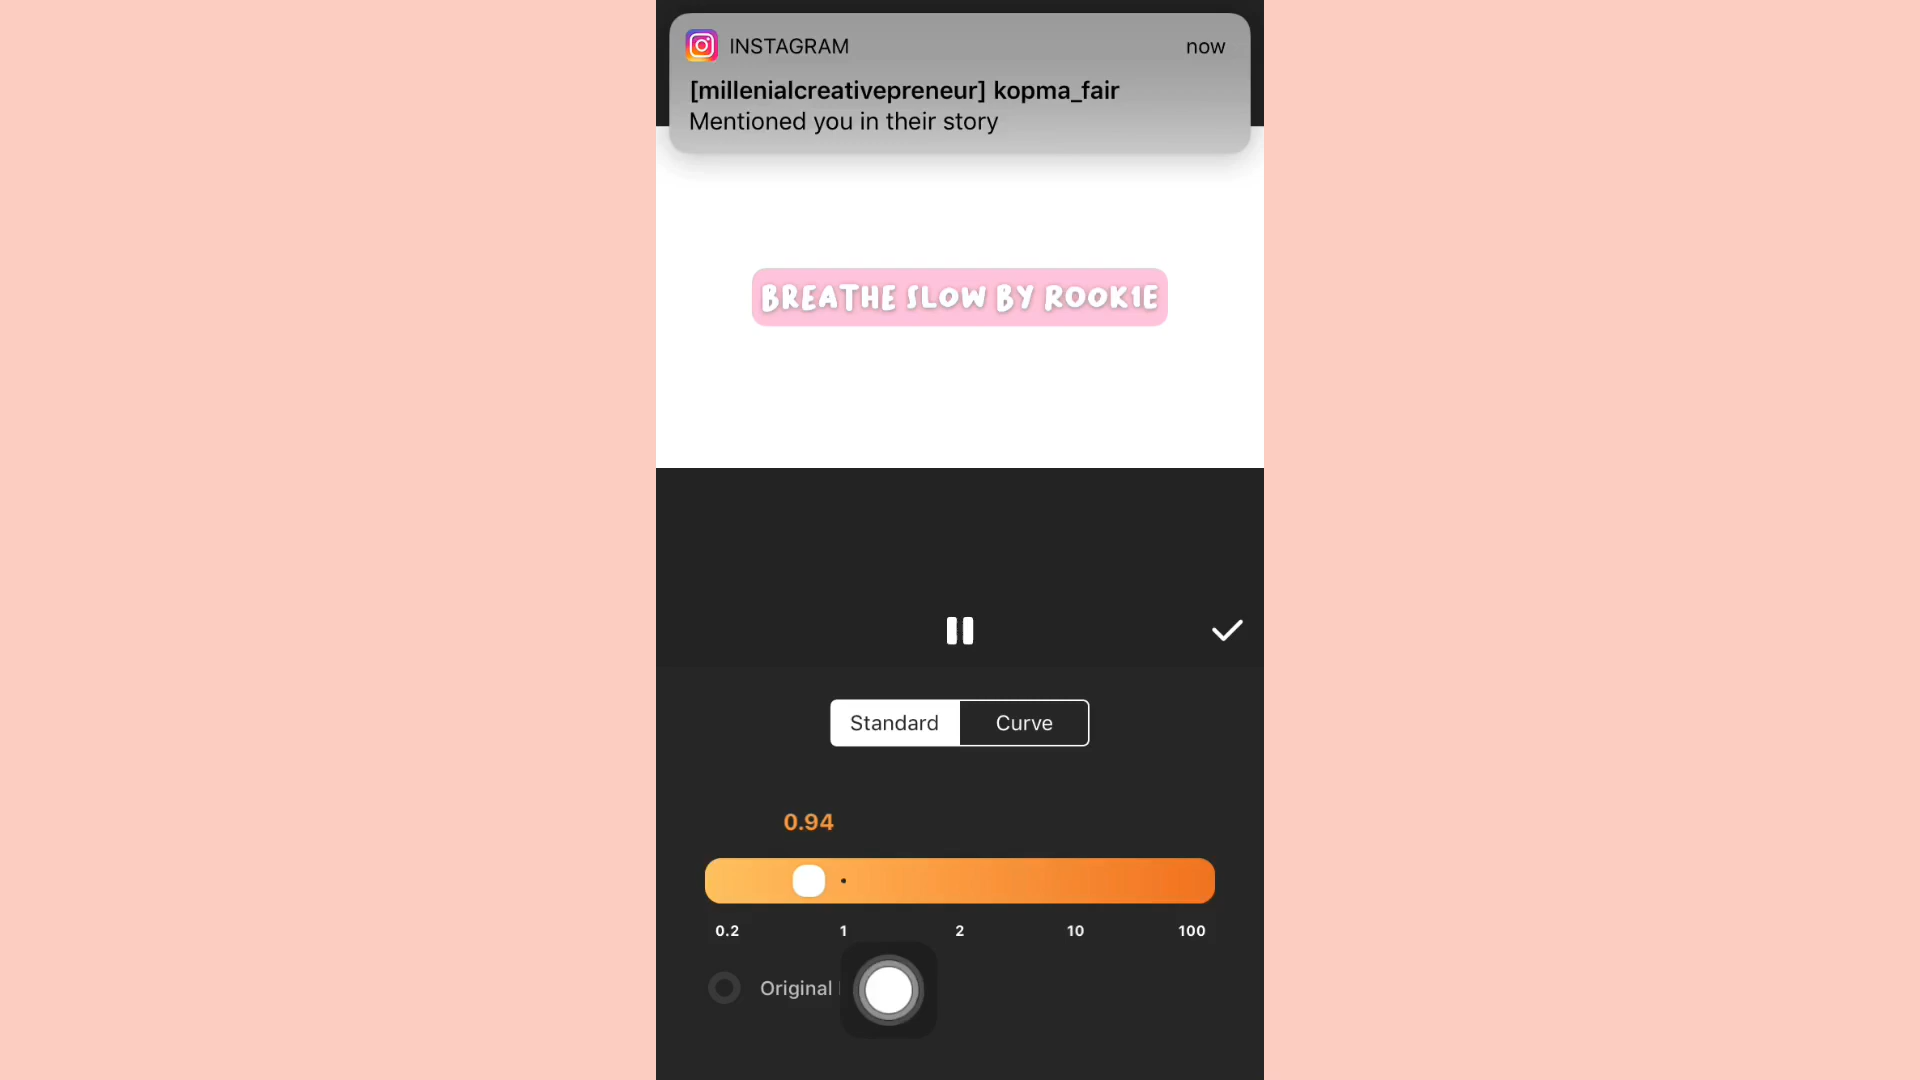 INSTAGRAM
now
[millenialcreativepreneur] kopma_fair
Mentioned you in their story
BREATHE SLOW BY ROOK1E
Standard
Curve
0.94
0.2 1 2 10 100
Original